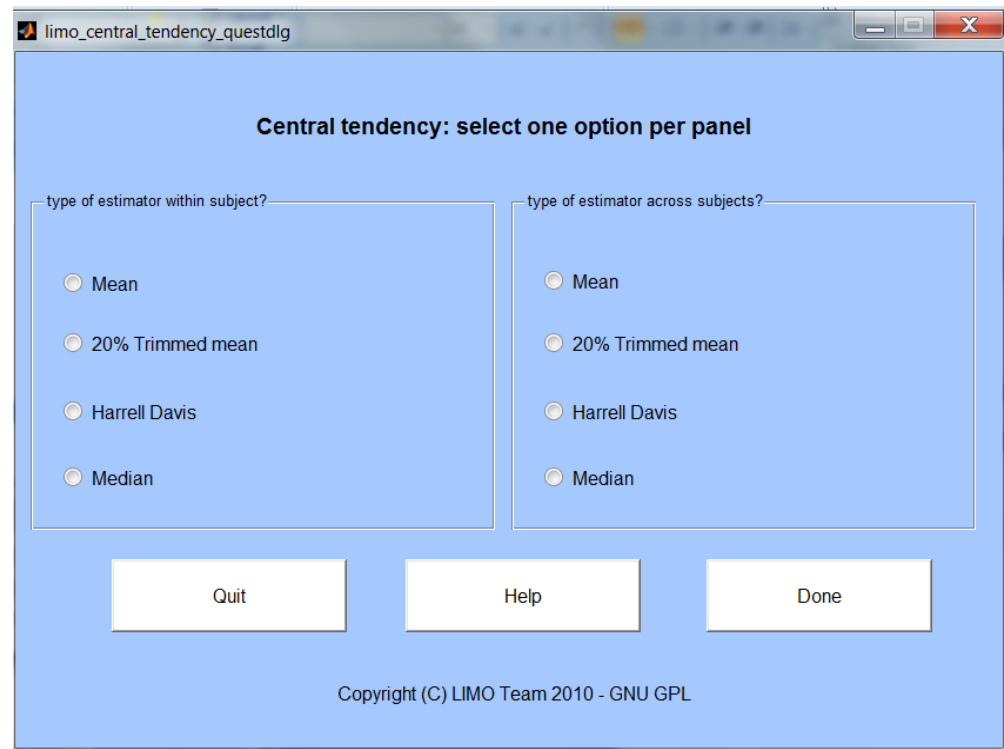 limo_central_tendency_questdlg
Central tendency: select one option per panel
type of estimator within subject?
Mean
20% Trimmed mean
Harrell Davis
Median
type of estimator across subjects?
Mean
20% Trimmed mean
Harrell Davis
Median
Quit
Help
Done
Copyright (C) LIMO Team 2010 - GNU GPL